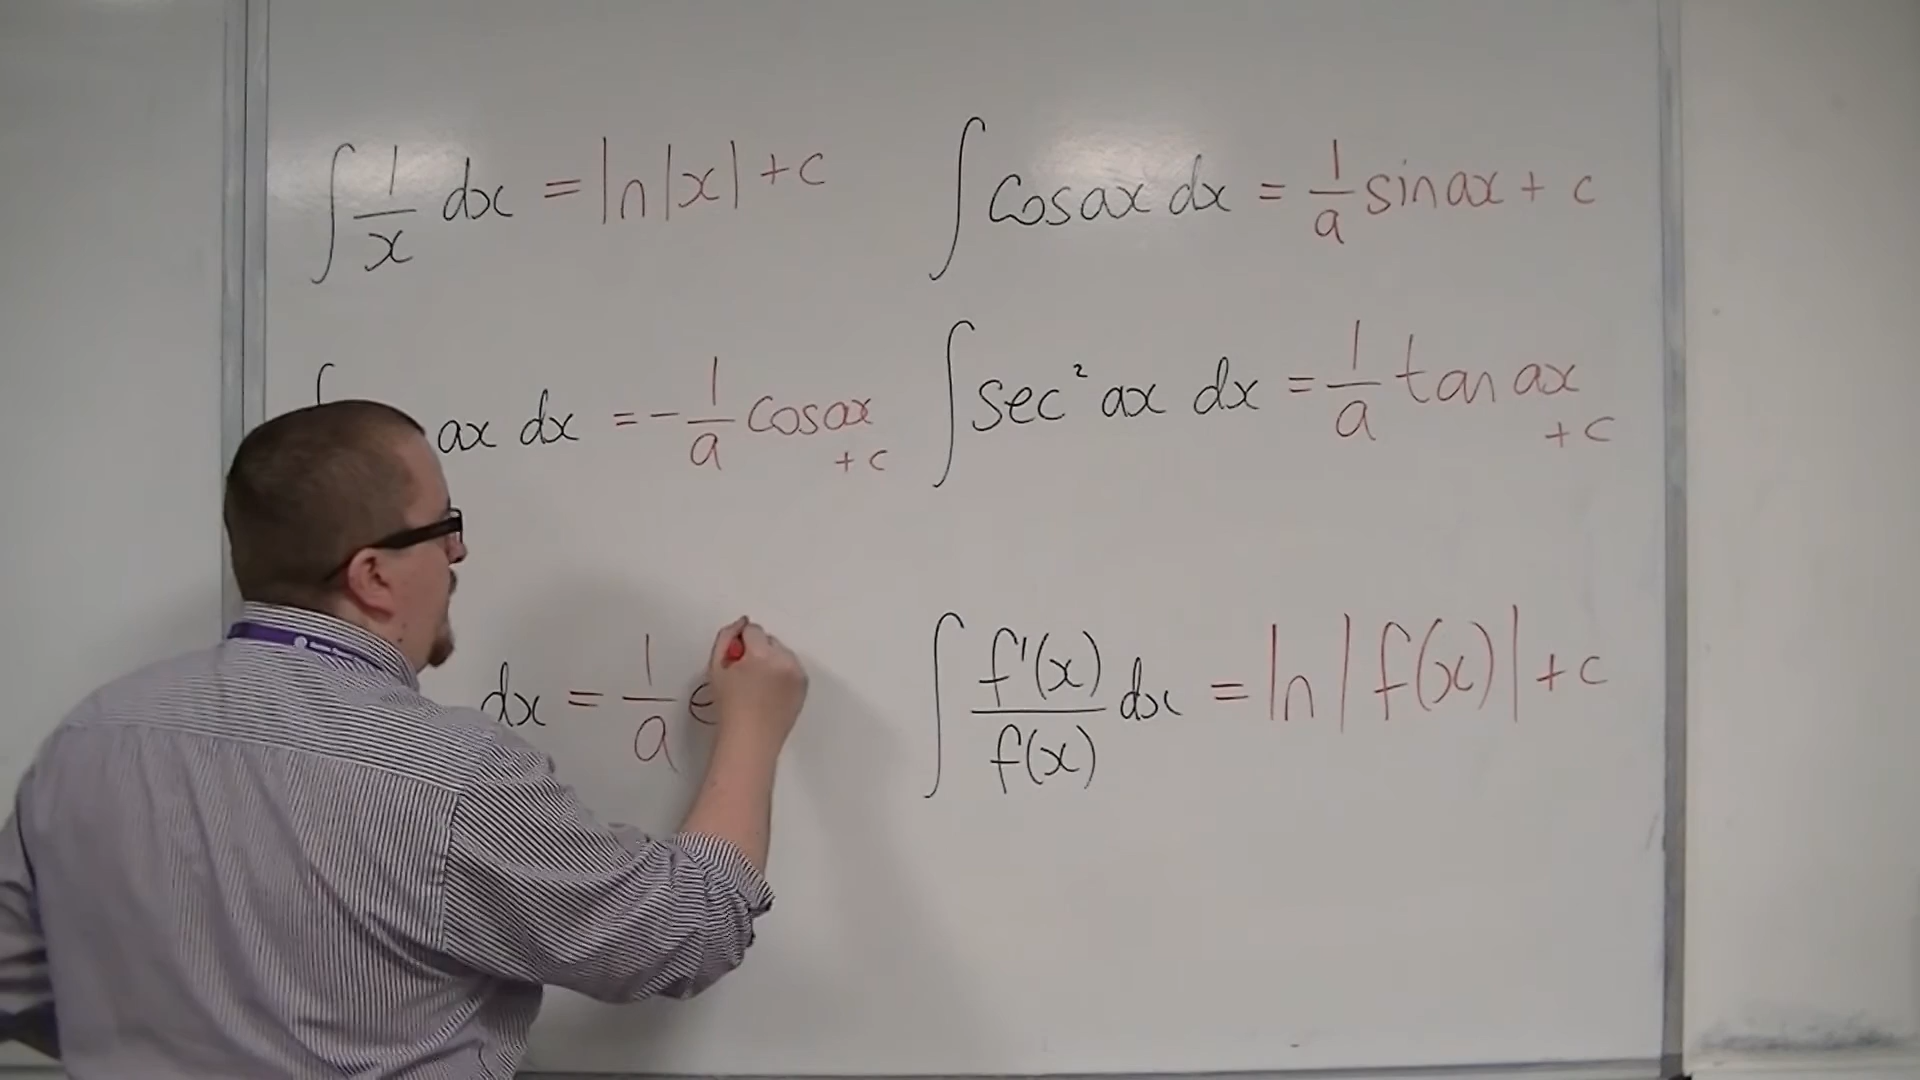 ∫ 1/x dx = ln|x| + c
∫ cos ax dx = 1/a sin ax + c
ax dx = -1/a cos ax + c
∫ sec² ax dx = 1/a tan ax + c
dx = 1/a e
∫ f'(x)/f(x) dx = ln|f(x)| + c